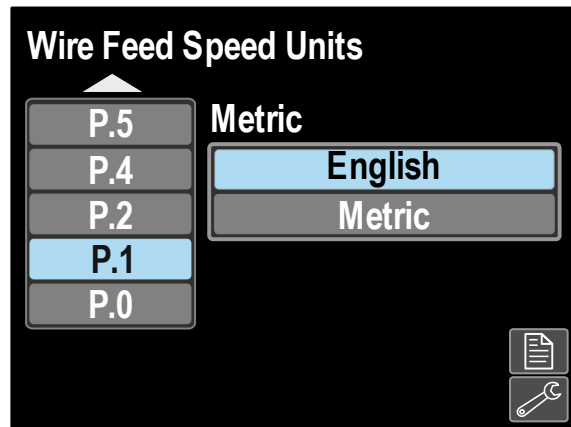 Wire Feed Speed Units
P.5
P.4
P.2
P.1
P.0
Metric
English
Metric